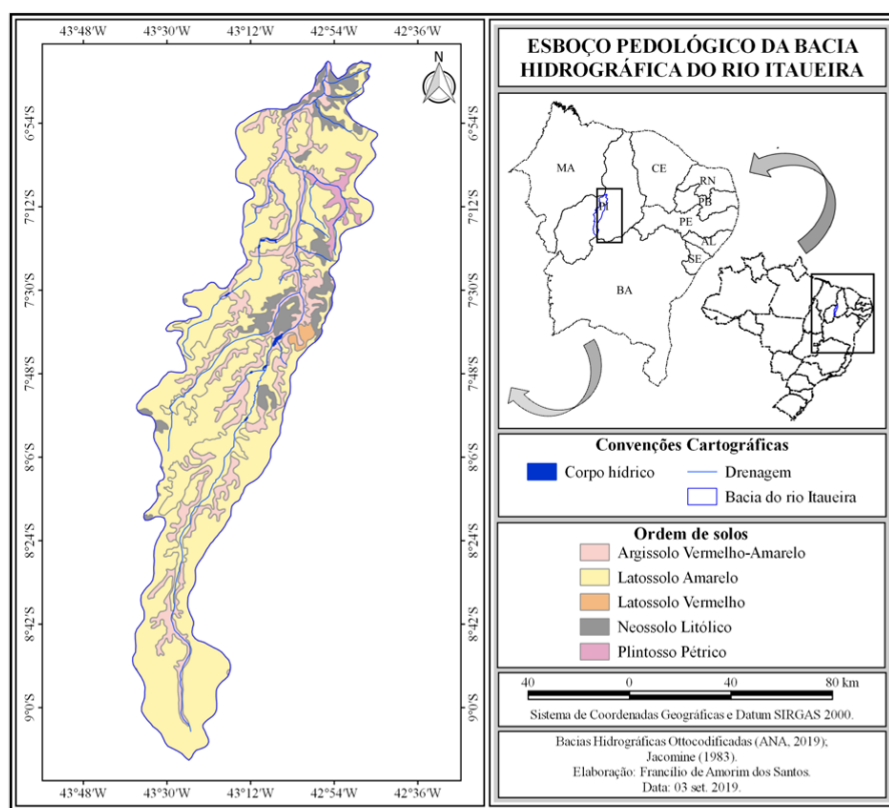 43°48'W 43°30'W 43°12'W 42°54'W 42°36'W
N
6°54'S
7°12'S
7°30'S
7°48'S
8°6'S
8°24'S
8°42'S
9°0'S
6°54'S
7°12'S
7°30'S
7°48'S
8°6'S
8°24'S
8°42'S
9°0'S
43°48'W 43°30'W 43°12'W 42°54'W 42°36'W
ESBOÇO PEDOLÓGICO DA BACIA
HIDROGRÁFICA DO RIO ITAUEIRA
MA
CE
RN
PB
PI
PE
AL
SE
BA
Convenções Cartográficas
Corpo hídrico
Drenagem
Bacia do rio Itaueira
Ordem de solos
Argissolo Vermelho-Amarelo
Latossolo Amarelo
Latossolo Vermelho
Neossolo Litólico
Plintosso Pétrico
40 0 40 80 km
Sistema de Coordenadas Geográficas e Datum SIRGAS 2000.
Bacias Hidrográficas Ottocodificadas (ANA, 2019);
Jacomine (1983).
Elaboração: Francílio de Amorim dos Santos.
Data: 03 set. 2019.